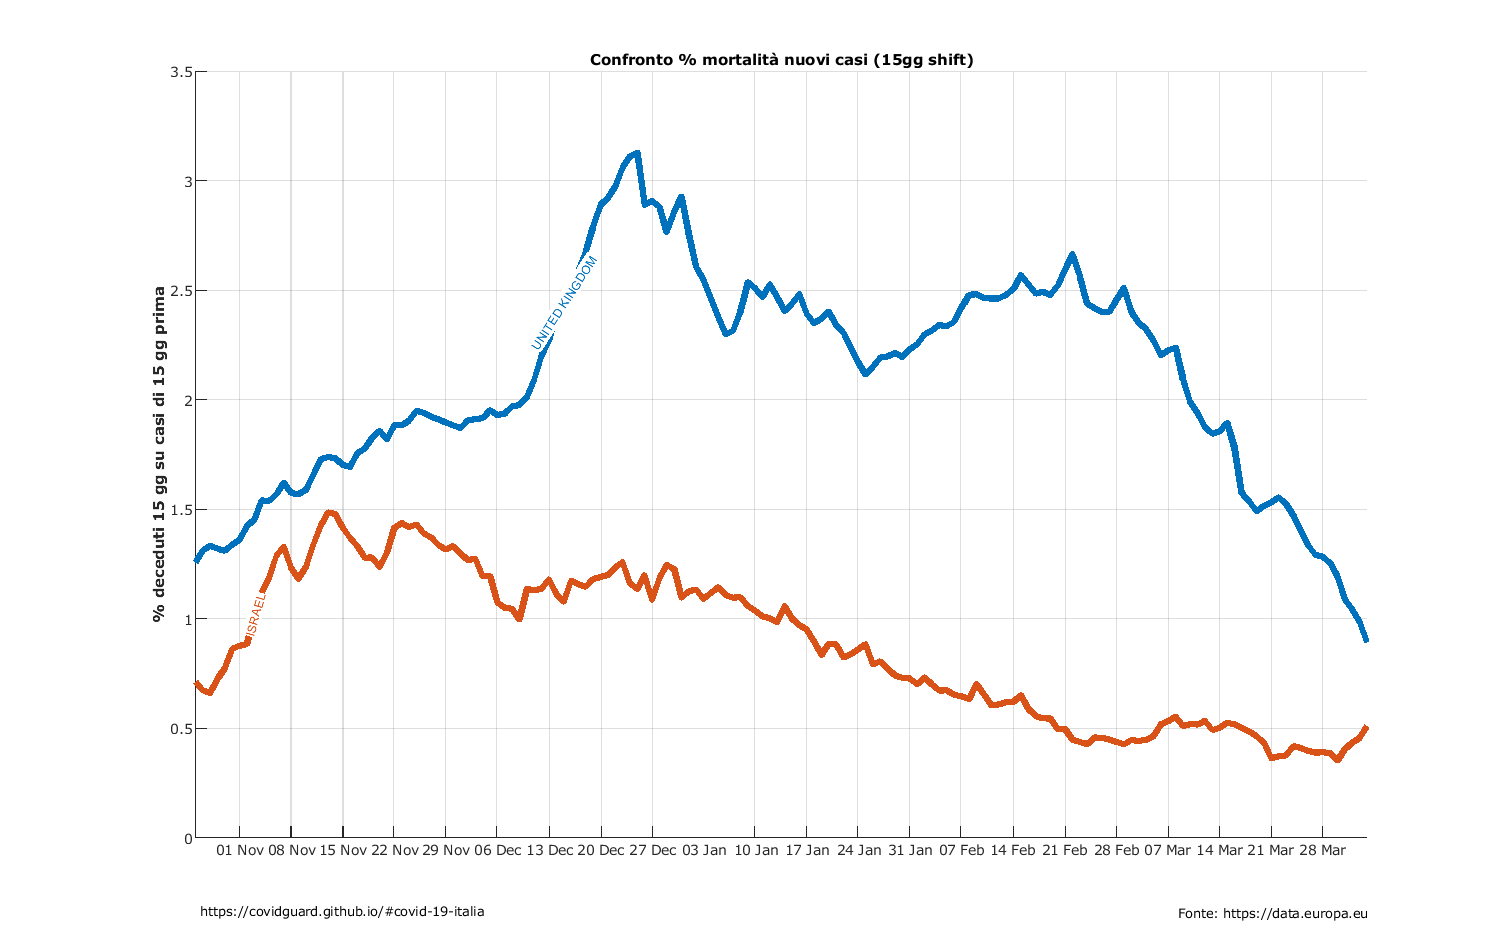 Confronto % mortalità nuovi casi (15gg shift)
% deceduti 15 gg su casi di 15 gg prima
3.5
3
2.5
2
1.5
1
0.5
0
UNITED KINGDOM
ISRAEL
01 Nov 08 Nov 15 Nov 22 Nov 29 Nov 06 Dec 13 Dec 20 Dec 27 Dec 03 Jan 10 Jan 17 Jan 24 Jan 31 Jan 07 Feb 14 Feb 21 Feb 28 Feb 07 Mar 14 Mar 21 Mar 28 Mar
https://covidguard.github.io/#covid-19-italia
Fonte: https://data.europa.eu